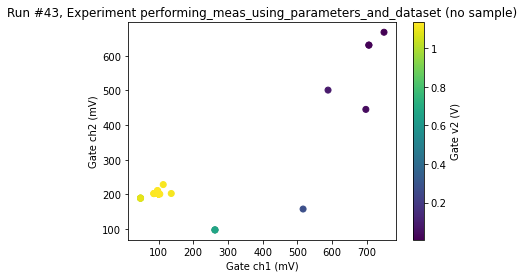 Run #43, Experiment performing_meas_using_parameters_and_dataset (no sample)
600
500
400
300
200
100
Gate ch2 (mV)
100 200 300 400 500 600 700
Gate ch1 (mV)
1
0.8
0.6
0.4
0.2
Gate v2 (V)